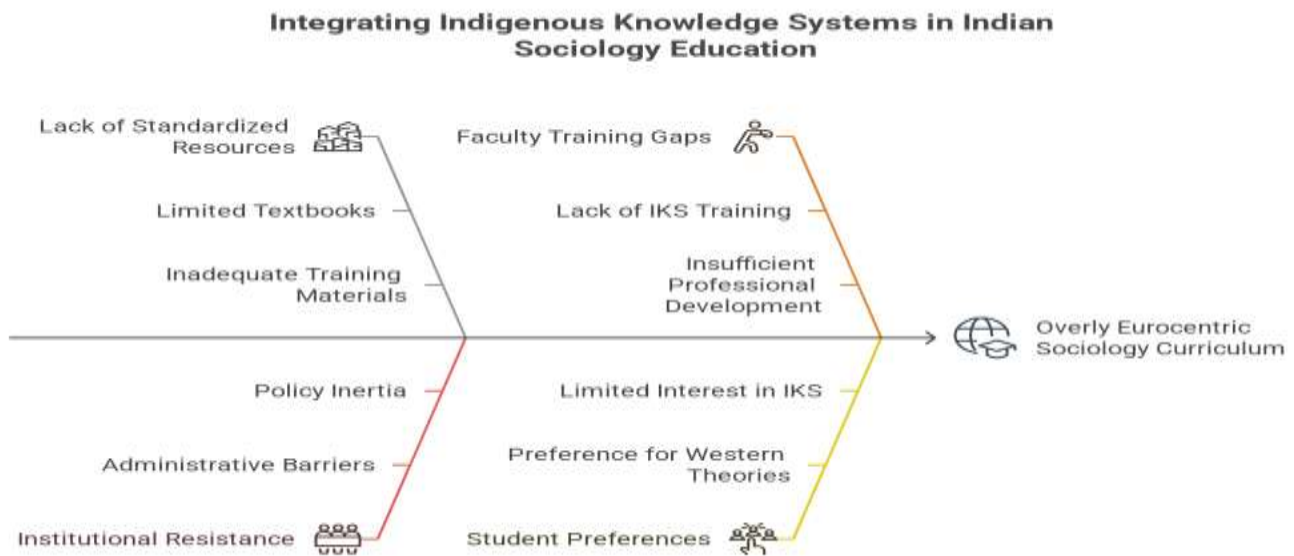 Integrating Indigenous Knowledge Systems in Indian
Sociology Education
Lack of Standardized
Resources
Limited Textbooks
Inadequate Training
Materials
Faculty Training Gaps
Lack of IKS Training
Insufficient
Professional
Development
Overly Eurocentric
Sociology Curriculum
Policy Inertia
Administrative Barriers
Institutional Resistance
Limited Interest in IKS
Preference for Western
Theories
Student Preferences